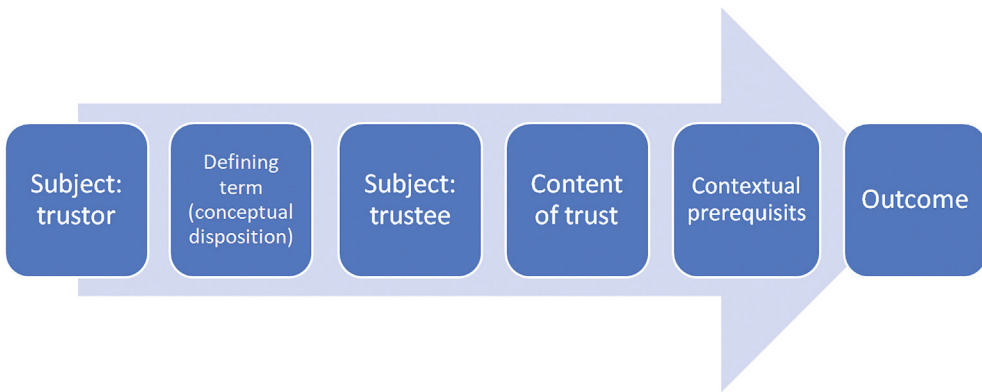 Subject:
trustor
Defining
term
(conceptual
disposition)
Subject:
trustee
Content
of trust
Contextual
prerequisits
Outcome